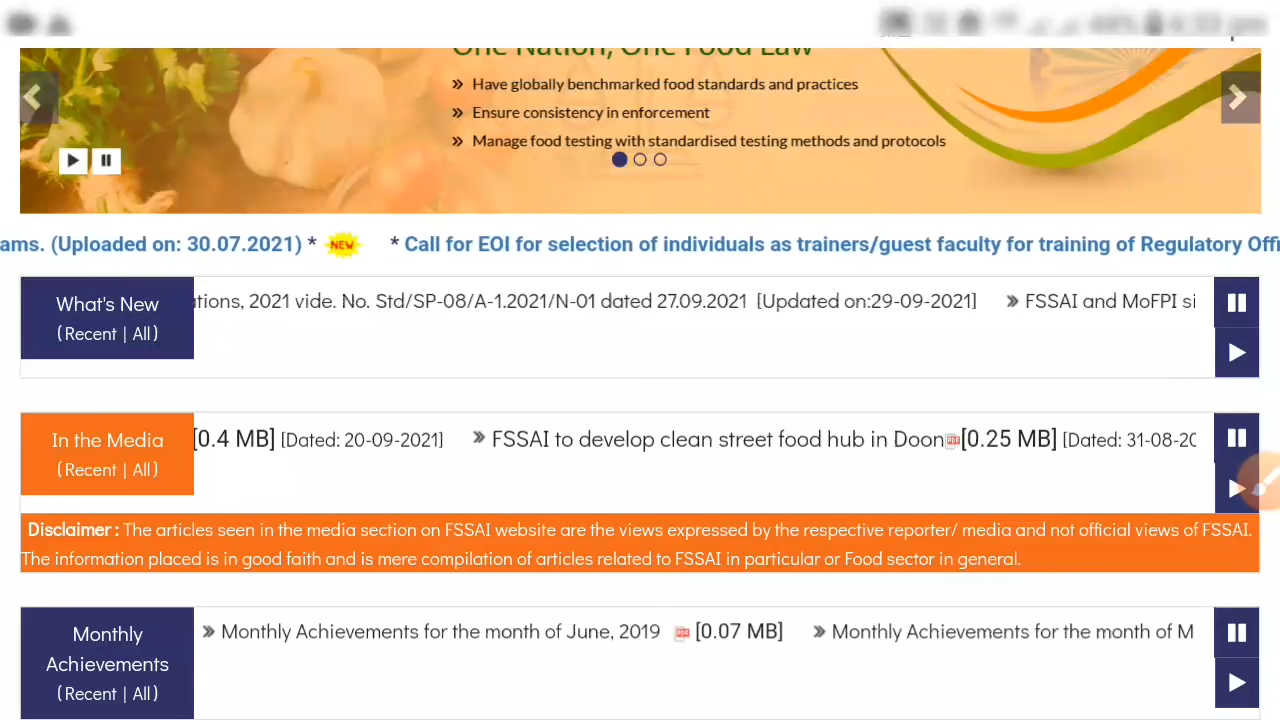 One Nation, One Food Law
» Have globally benchmarked food standards and practices
» Ensure consistency in enforcement
» Manage food testing with standardised testing methods and protocols
ams. (Uploaded on: 30.07.2021) * NEW * Call for EOI for selection of individuals as trainers/guest faculty for training of Regulatory Offi
What's New
(Recent | All)
ations, 2021 vide. No. Std/SP-08/A-1.2021/N-01 dated 27.09.2021 [Updated on:29-09-2021] » FSSAI and MoFPI si
In the Media
(Recent | All)
[0.4 MB] [Dated: 20-09-2021] » FSSAI to develop clean street food hub in Doon [0.25 MB] [Dated: 31-08-20
Disclaimer : The articles seen in the media section on FSSAI website are the views expressed by the respective reporter/ media and not official views of FSSAI.
The information placed is in good faith and is mere compilation of articles related to FSSAI in particular or Food sector in general.
Monthly
Achievements
(Recent | All)
» Monthly Achievements for the month of June, 2019 [0.07 MB] » Monthly Achievements for the month of M